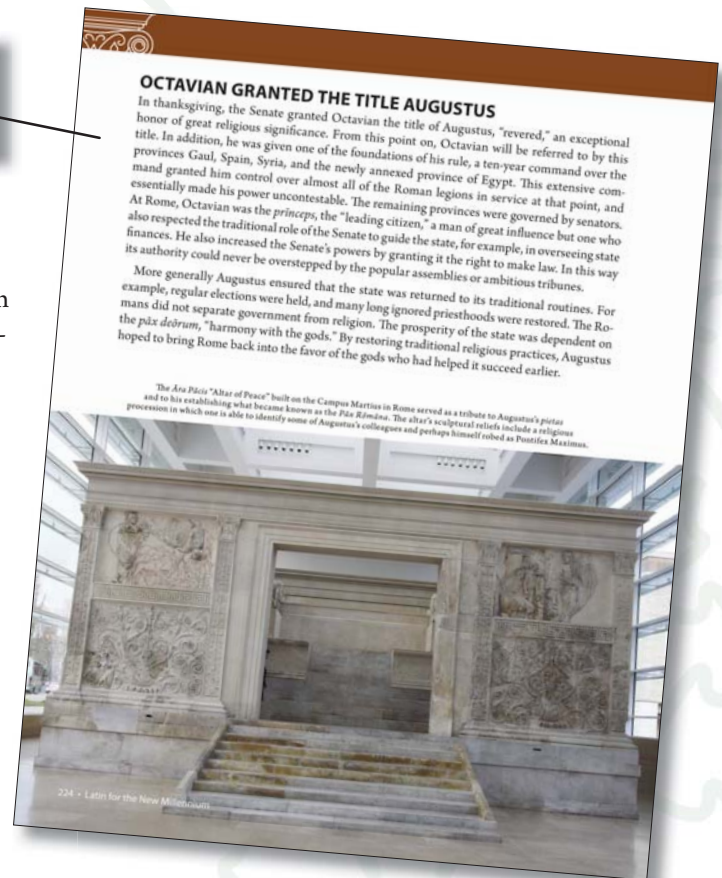 OCTAVIAN GRANTED THE TITLE AUGUSTUS
In thanksgiving, the Senate granted Octavian the title of Augustus, "revered," an exceptional
honor of great religious significance. From this point on, Octavian will be referred to by this
title. In addition, he was given one of the foundations of his rule, a ten-year command over the
provinces Gaul, Spain, Syria, and the newly annexed province of Egypt. This extensive com-
mand granted him control over almost all of the Roman legions in service at that point, and
essentially made his power uncontestable. The remaining provinces were governed by senators.
At Rome, Octavian was the prīnceps, the "leading citizen," a man of great influence but one who
also respected the traditional role of the Senate to guide the state, for example, in overseeing state
finances. He also increased the Senate's powers by granting it the right to make law. In this way
its authority could never be overstepped by the popular assemblies or ambitious tribunes.
More generally Augustus ensured that the state was returned to its traditional routines. For
example, regular elections were held, and many long ignored priesthoods were restored. The Ro-
mans did not separate government from religion. The prosperity of the state was dependent on
the pāx deōrum, "harmony with the gods." By restoring traditional religious practices, Augustus
hoped to bring Rome back into the favor of the gods who had helped it succeed earlier.
The Āra Pācis "Altar of Peace" built on the Campus Martius in Rome served as a tribute to Augustus's pietas
and to his establishing what became known as the Pāx Rōmāna. The altar's sculptural reliefs include a religious
procession in which one is able to identify some of Augustus's colleagues and perhaps himself robed as Pontifex Maximus.
224 • Latin for the New Millennium